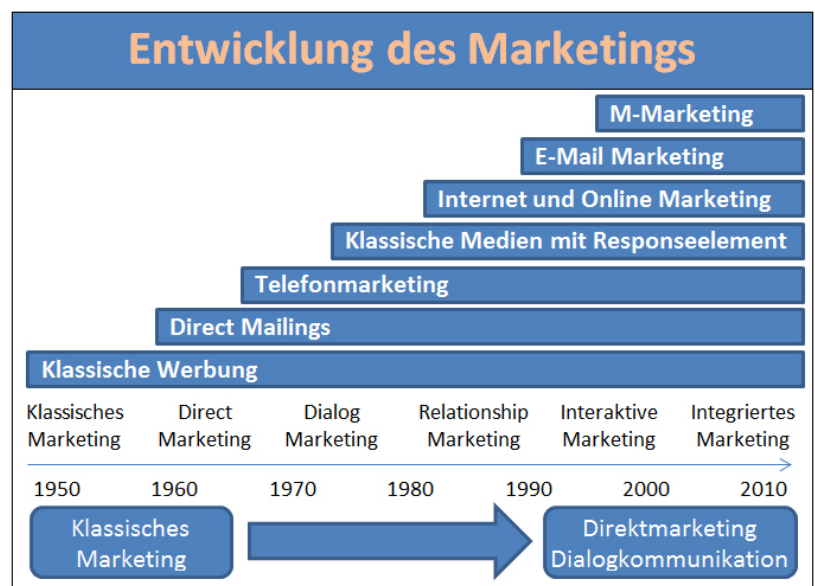 Entwicklung des Marketings
M-Marketing
E-Mail Marketing
Internet und Online Marketing
Klassische Medien mit Responseelement
Telefonmarketing
Direct Mailings
Klassische Werbung
Klassisches Marketing
Direct Marketing
Dialog Marketing
Relationship Marketing
Interaktive Marketing
Integriertes Marketing
1950 1960 1970 1980 1990 2000 2010
Klassisches
Marketing
Direktmarketing
Dialogkommunikation